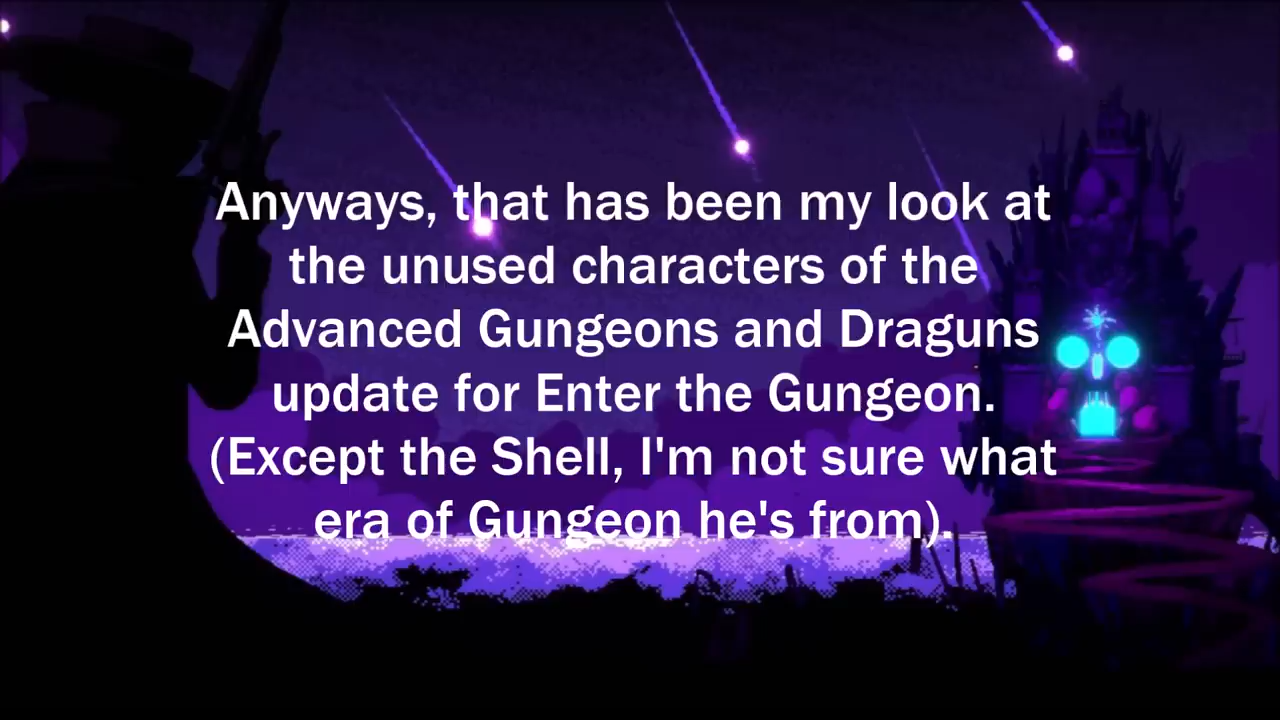 Anyways, that has been my look at
the unused characters of the
Advanced Gungeons and Draguns
update for Enter the Gungeon.
(Except the Shell, I'm not sure what
era of Gungeon he's from).